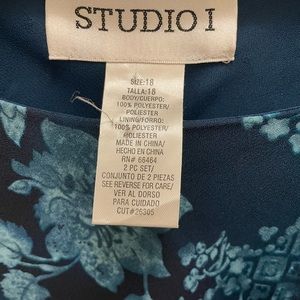 STUDIO I
SIZE:18
TALLA:18
BODY/CUERPO:
100% POLYESTER/
POLIESTER
LINING/FORRO:
100% POLYESTER/
POLIESTER
MADE IN CHINA/
HECHO EN CHINA
RN# 66464
2 PC SET/
CONJUNTO DE 2 PIEZAS
SEE REVERSE FOR CARE/
VER AL DORSO
PARA CUIDADO
CUT#26305